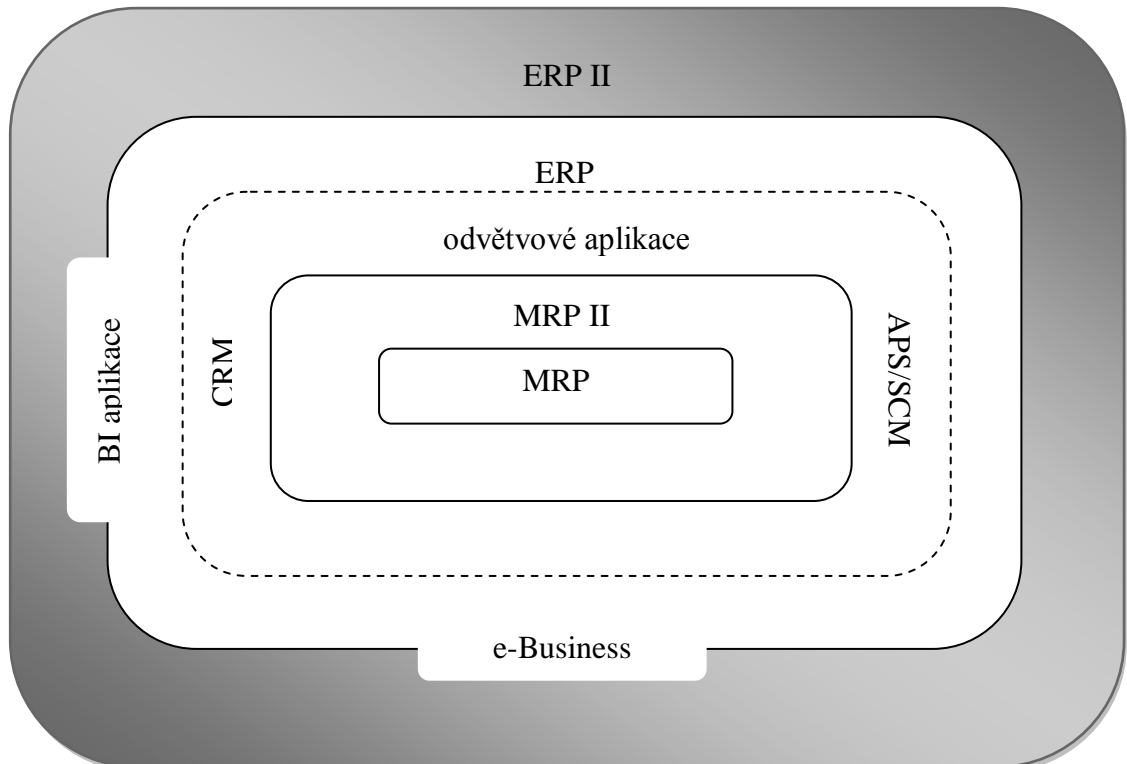 ERP II
ERP
odvětvové aplikace
MRP II
MRP
CRM
APS/SCM
BI aplikace
e-Business